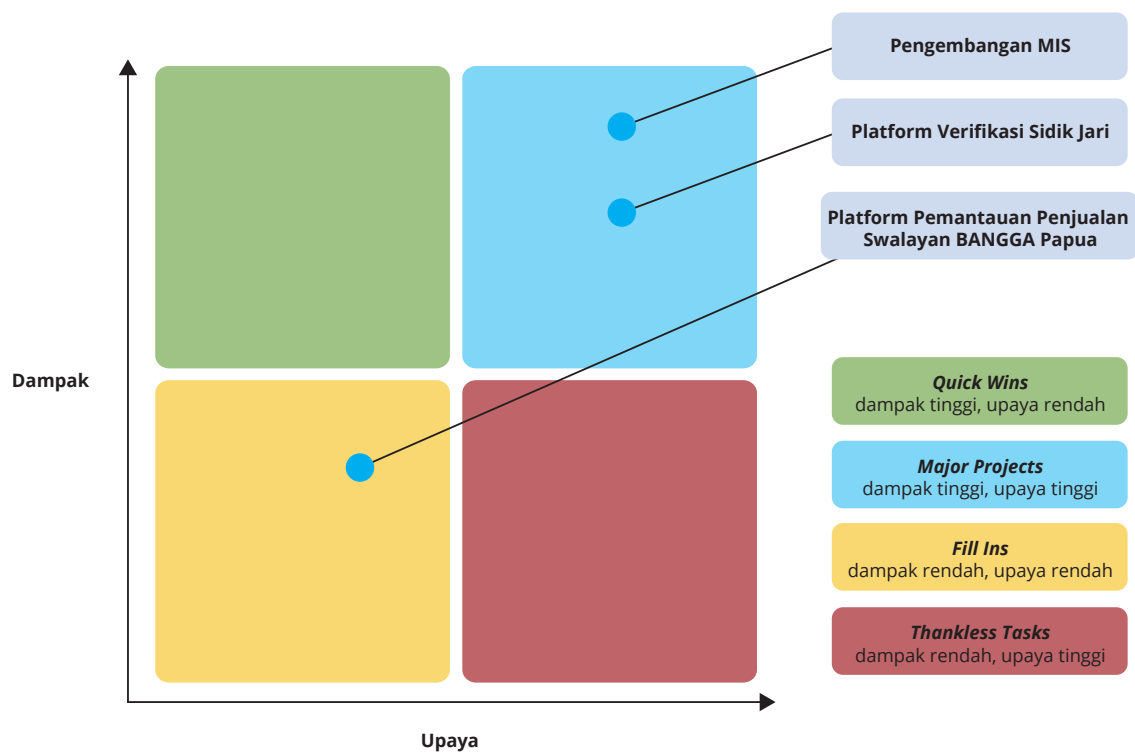 Pengembangan MIS
Platform Verifikasi Sidik Jari
Platform Pemantauan Penjualan
Swalayan BANGGA Papua
Dampak
Quick Wins
dampak tinggi, upaya rendah
Major Projects
dampak tinggi, upaya tinggi
Fill Ins
dampak rendah, upaya rendah
Thankless Tasks
dampak rendah, upaya tinggi
Upaya